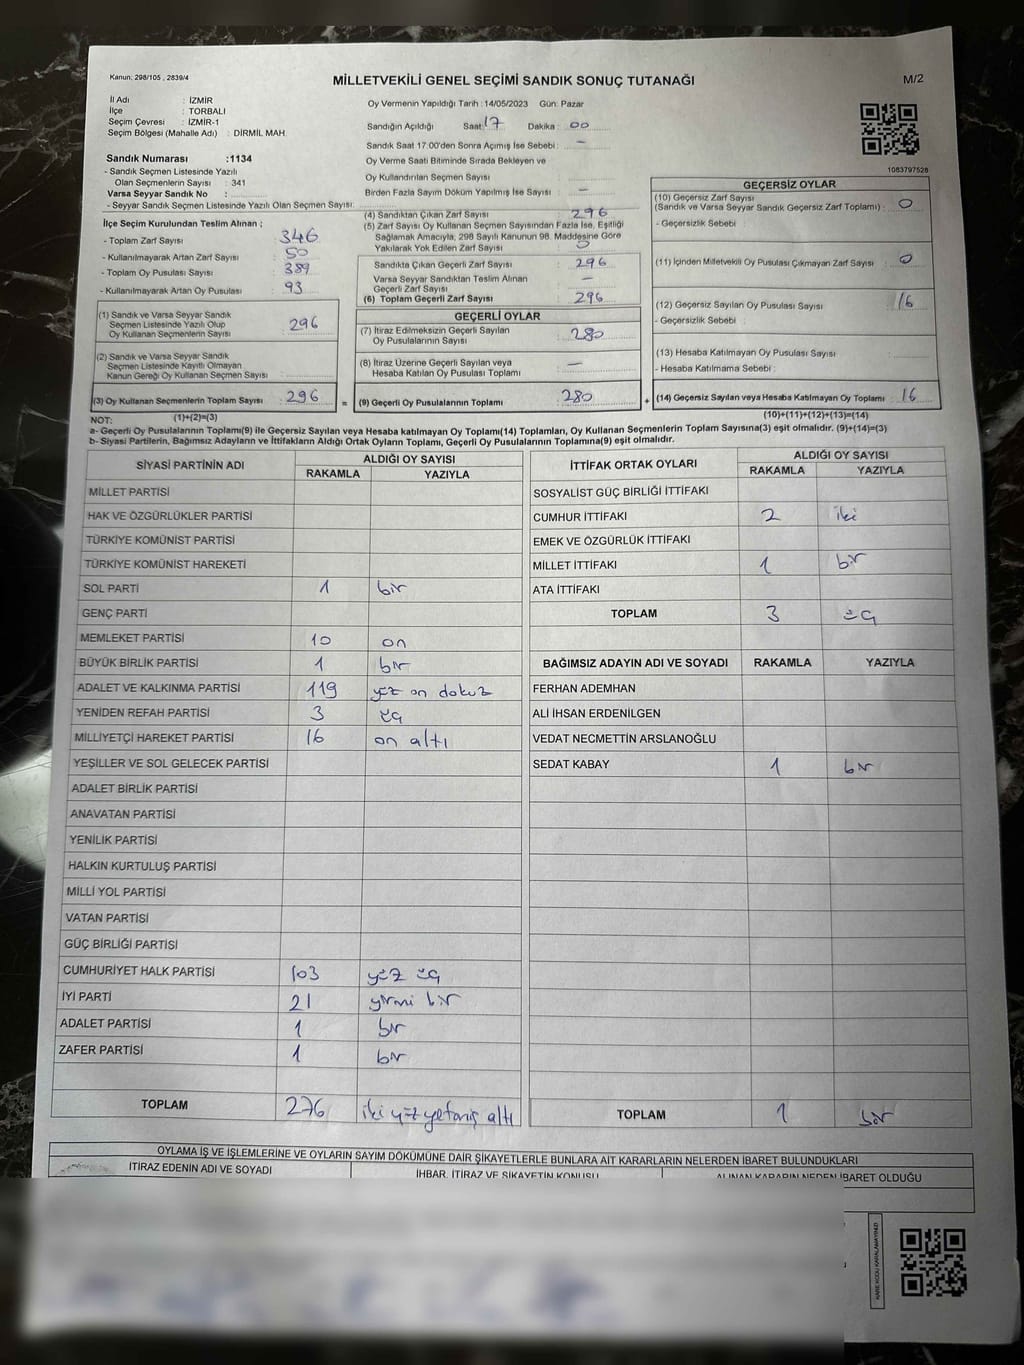 Kanun: 298/105 , 2839/4
MİLLETVEKİLİ GENEL SEÇİMİ SANDIK SONUÇ TUTANAĞI
M/2
İl Adı : İZMİR
İlçe : TORBALI
Seçim Çevresi : İZMİR-1
Seçim Bölgesi (Mahalle Adı) : DİRMİL MAH.
Sandık Numarası :1134
- Sandık Seçmen Listesinde Yazılı
Olan Seçmenlerin Sayısı : 341
Varsa Seyyar Sandık No :
- Seyyar Sandık Seçmen Listesinde Yazılı Olan Seçmen Sayısı:
Oy Vermenin Yapıldığı Tarih : 14/05/2023 Gün: Pazar
Sandığın Açıldığı Saat: 17 Dakika : 00
Sandık Saat 17:00'den Sonra Açımış İse Sebebi : -
Oy Verme Saati Bitiminde Sırada Bekleyen ve
Oy Kullandırılan Seçmen Sayısı
Birden Fazla Sayım Döküm Yapılmış İse Sayısı : -
1083797528
İlçe Seçim Kurulundan Teslim Alınan ;
- Toplam Zarf Sayısı : 346
- Kullanılmayarak Artan Zarf Sayısı : 50
- Toplam Oy Pusulası Sayısı : 389
- Kullanılmayarak Artan Oy Pusulası : 93
(1) Sandık ve Varsa Seyyar Sandık
Seçmen Listesinde Yazılı Olup
Oy Kullanan Seçmenlerin Sayısı : 296
(2) Sandık ve Varsa Seyyar Sandık
Seçmen Listesinde Kayıtlı Olmayan
Kanun Gereği Oy Kullanan Seçmen Sayısı :
(3) Oy Kullanan Seçmenlerin Toplam Sayısı : 296
(1)+(2)=(3)
(4) Sandıktan Çıkan Zarf Sayısı : 296
(5) Zarf Sayısı Oy Kullanan Seçmen Sayısından Fazla İse, Eşitliği
Sağlamak Amacıyla, 298 Sayılı Kanunun 98. Maddesine Göre
Yakılarak Yok Edilen Zarf Sayısı : 0
Sandıkta Çıkan Geçerli Zarf Sayısı : 296
Varsa Seyyar Sandıktan Teslim Alınan
Geçerli Zarf Sayısı : -
(6) Toplam Geçerli Zarf Sayısı : 296
GEÇERLİ OYLAR
(7) İtiraz Edilmeksizin Geçerli Sayılan
Oy Pusulalarının Sayısı : 280
(8) İtiraz Üzerine Geçerli Sayılan veya
Hesaba Katılan Oy Pusulası Toplamı : -
= (9) Geçerli Oy Pusulalarının Toplamı : 280
GEÇERSİZ OYLAR
(10) Geçersiz Zarf Sayısı
(Sandık ve Varsa Seyyar Sandık Geçersiz Zarf Toplamı) : 0
- Geçersizlik Sebebi
(11) İçinden Milletvekili Oy Pusulası Çıkmayan Zarf Sayısı : 0
(12) Geçersiz Sayılan Oy Pusulası Sayısı : 16
- Geçersizlik Sebebi :
(13) Hesaba Katılmayan Oy Pusulası Sayısı :
- Hesaba Katılmama Sebebi :
+ (14) Geçersiz Sayılan veya Hesaba Katılmayan Oy Toplamı : 16
(10)+(11)+(12)+(13)=(14)
NOT:
a- Geçerli Oy Pusulalarının Toplamı(9) ile Geçersiz Sayılan veya Hesaba katılmayan Oy Toplamı(14) Toplamları, Oy Kullanan Seçmenlerin Toplam Sayısına(3) eşit olmalıdır. (9)+(14)=(3)
b- Siyasi Partilerin, Bağımsız Adayların ve İttifakların Aldığı Ortak Oyların Toplamı, Geçerli Oy Pusulalarının Toplamına(9) eşit olmalıdır.
SİYASİ PARTİNİN ADI ALDIĞI OY SAYISI
RAKAMLA YAZIYLA
MİLLET PARTİSİ
HAK VE ÖZGÜRLÜKLER PARTİSİ
TÜRKİYE KOMÜNİST PARTİSİ
TÜRKİYE KOMÜNİST HAREKETİ
SOL PARTİ 1 bir
GENÇ PARTİ
MEMLEKET PARTİSİ 10 on
BÜYÜK BİRLİK PARTİSİ 1 bir
ADALET VE KALKINMA PARTİSİ 119 yüz on dokuz
YENİDEN REFAH PARTİSİ 3 üç
MİLLİYETÇİ HAREKET PARTİSİ 16 on altı
YEŞİLLER VE SOL GELECEK PARTİSİ
ADALET BİRLİK PARTİSİ
ANAVATAN PARTİSİ
YENİLİK PARTİSİ
HALKIN KURTULUŞ PARTİSİ
MİLLİ YOL PARTİSİ
VATAN PARTİSİ
GÜÇ BİRLİĞİ PARTİSİ
CUMHURİYET HALK PARTİSİ 103 yüz üç
İYİ PARTİ 21 yirmi bir
ADALET PARTİSİ 1 bir
ZAFER PARTİSİ 1 bir
TOPLAM 276 iki yüz yetmiş altı
İTTİFAK ORTAK OYLARI ALDIĞI OY SAYISI
RAKAMLA YAZIYLA
SOSYALİST GÜÇ BİRLİĞİ İTTİFAKI
CUMHUR İTTİFAKI 2 iki
EMEK VE ÖZGÜRLÜK İTTİFAKI
MİLLET İTTİFAKI 1 bir
ATA İTTİFAKI
TOPLAM 3 üç
BAĞIMSIZ ADAYIN ADI VE SOYADI RAKAMLA YAZIYLA
FERHAN ADEMHAN
ALİ İHSAN ERDENİLGEN
VEDAT NECMETTİN ARSLANOĞLU
SEDAT KABAY 1 bir
TOPLAM 1 bir
OYLAMA İŞ VE İŞLEMLERİNE VE OYLARIN SAYIM DÖKÜMÜNE DAİR ŞİKAYETLERLE BUNLARA AİT KARARLARIN NELERDEN İBARET BULUNDUKLARI
İTİRAZ EDENİN ADI VE SOYADI İHBAR, İTİRAZ VE ŞİKAYETİN KONUSU ALINAN KARARIN NEDEN İBARET OLDUĞU
KARE KODU KARALAMAYINIZ!